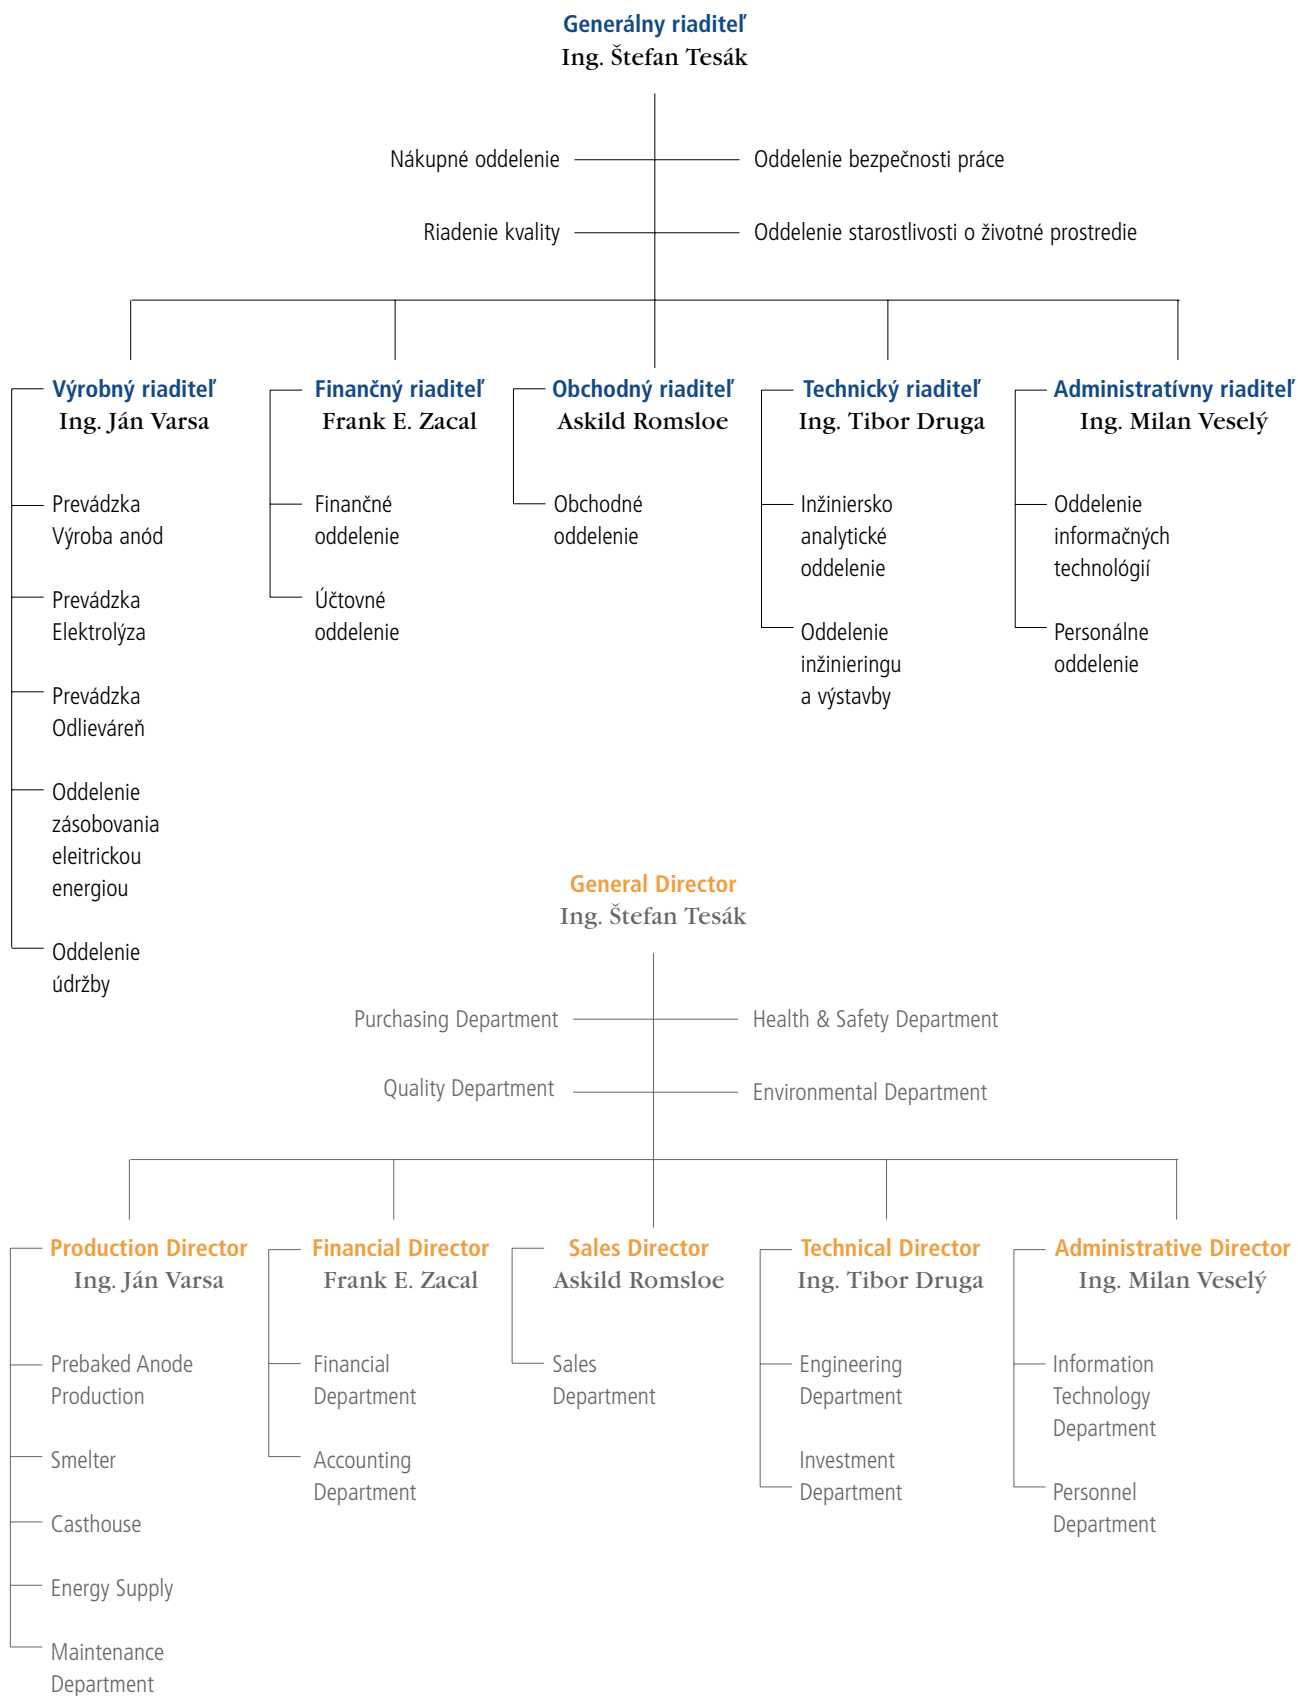 Generálny riaditeľ
Ing. Štefan Tesák
Nákupné oddelenie
Oddelenie bezpečnosti práce
Riadenie kvality
Oddelenie starostlivosti o životné prostredie
Výrobný riaditeľ
Ing. Ján Varsa
Prevádzka
Výroba anód
Prevádzka
Elektrolýza
Prevádzka
Odlieváreň
Oddelenie
zásobovania
eleitrickou
energiou
Oddelenie
údržby
Finančný riaditeľ
Frank E. Zacal
Finančné
oddelenie
Účtovné
oddelenie
Obchodný riaditeľ
Askild Romsloe
Obchodné
oddelenie
Technický riaditeľ
Ing. Tibor Druga
Inžiniersko
analytické
oddelenie
Oddelenie
inžinieringu
a výstavby
Administratívny riaditeľ
Ing. Milan Veselý
Oddelenie
informačných
technológií
Personálne
oddelenie
General Director
Ing. Štefan Tesák
Purchasing Department
Health & Safety Department
Quality Department
Environmental Department
Production Director
Ing. Ján Varsa
Prebaked Anode
Production
Smelter
Casthouse
Energy Supply
Maintenance
Department
Financial Director
Frank E. Zacal
Financial
Department
Accounting
Department
Sales Director
Askild Romsloe
Sales
Department
Technical Director
Ing. Tibor Druga
Engineering
Department
Investment
Department
Administrative Director
Ing. Milan Veselý
Information
Technology
Department
Personnel
Department